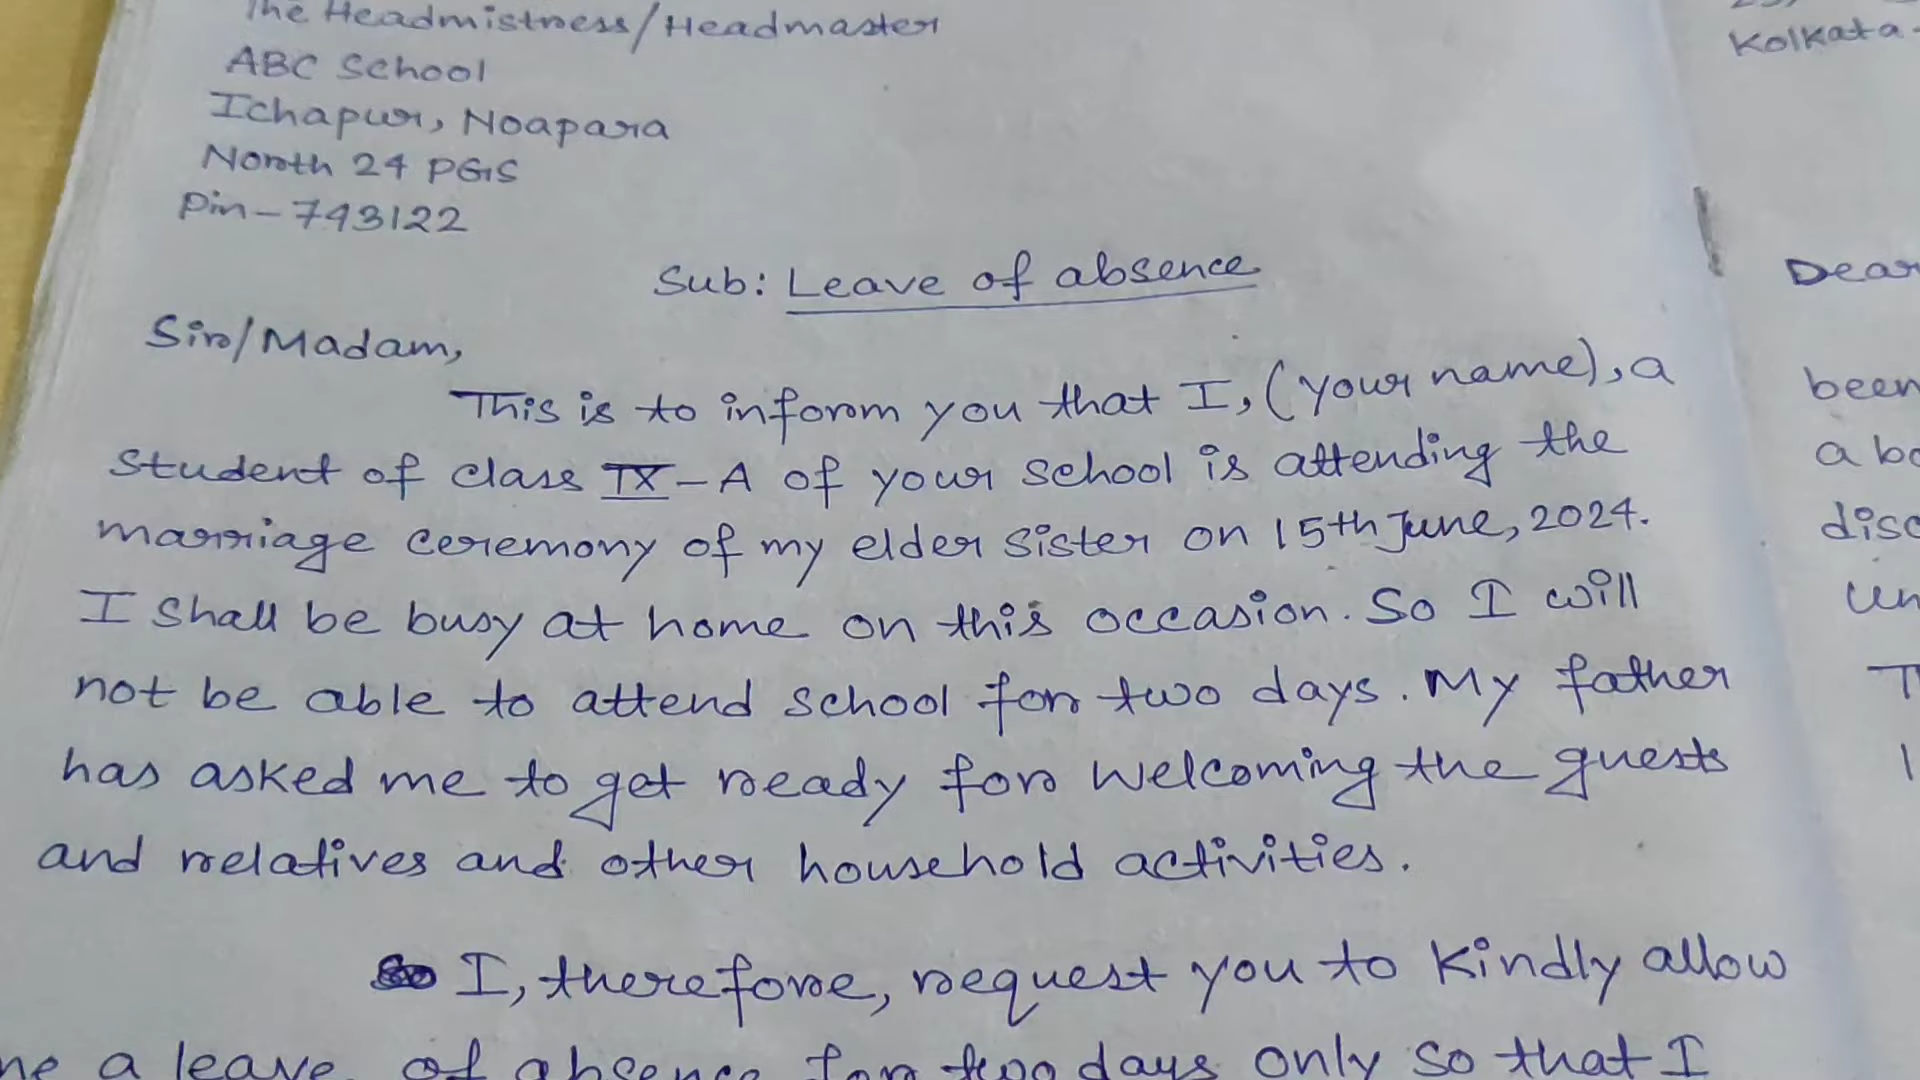 The Headmistress/Headmaster
ABC School
Ichapur, Noapara
North 24 PGS
Pin-743122
Sub: Leave of absence
Sir/Madam,
This is to inform you that I, (your name), a
student of class IX-A of your school is attending the
marriage ceremony of my elder sister on 15th June, 2024.
I shall be busy at home on this occasion. So I will
not be able to attend school for two days. My father
has asked me to get ready for welcoming the guests
and relatives and other household activities.
I, therefore, request you to kindly allow
a leave of absence for two days only so that I
Kolkata
Dear
been
a